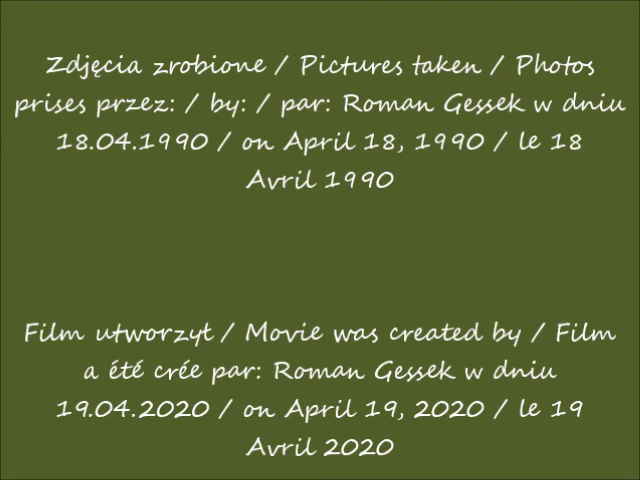 Zdjęcia zrobione / Pictures taken / Photos
prises przez: / by: / par: Roman Gessek w dniu
18.04.1990 / on April 18, 1990 / le 18
Avril 1990
Film utworzył / Movie was created by / Film
a été crée par: Roman Gessek w dniu
19.04.2020 / on April 19, 2020 / le 19
Avril 2020